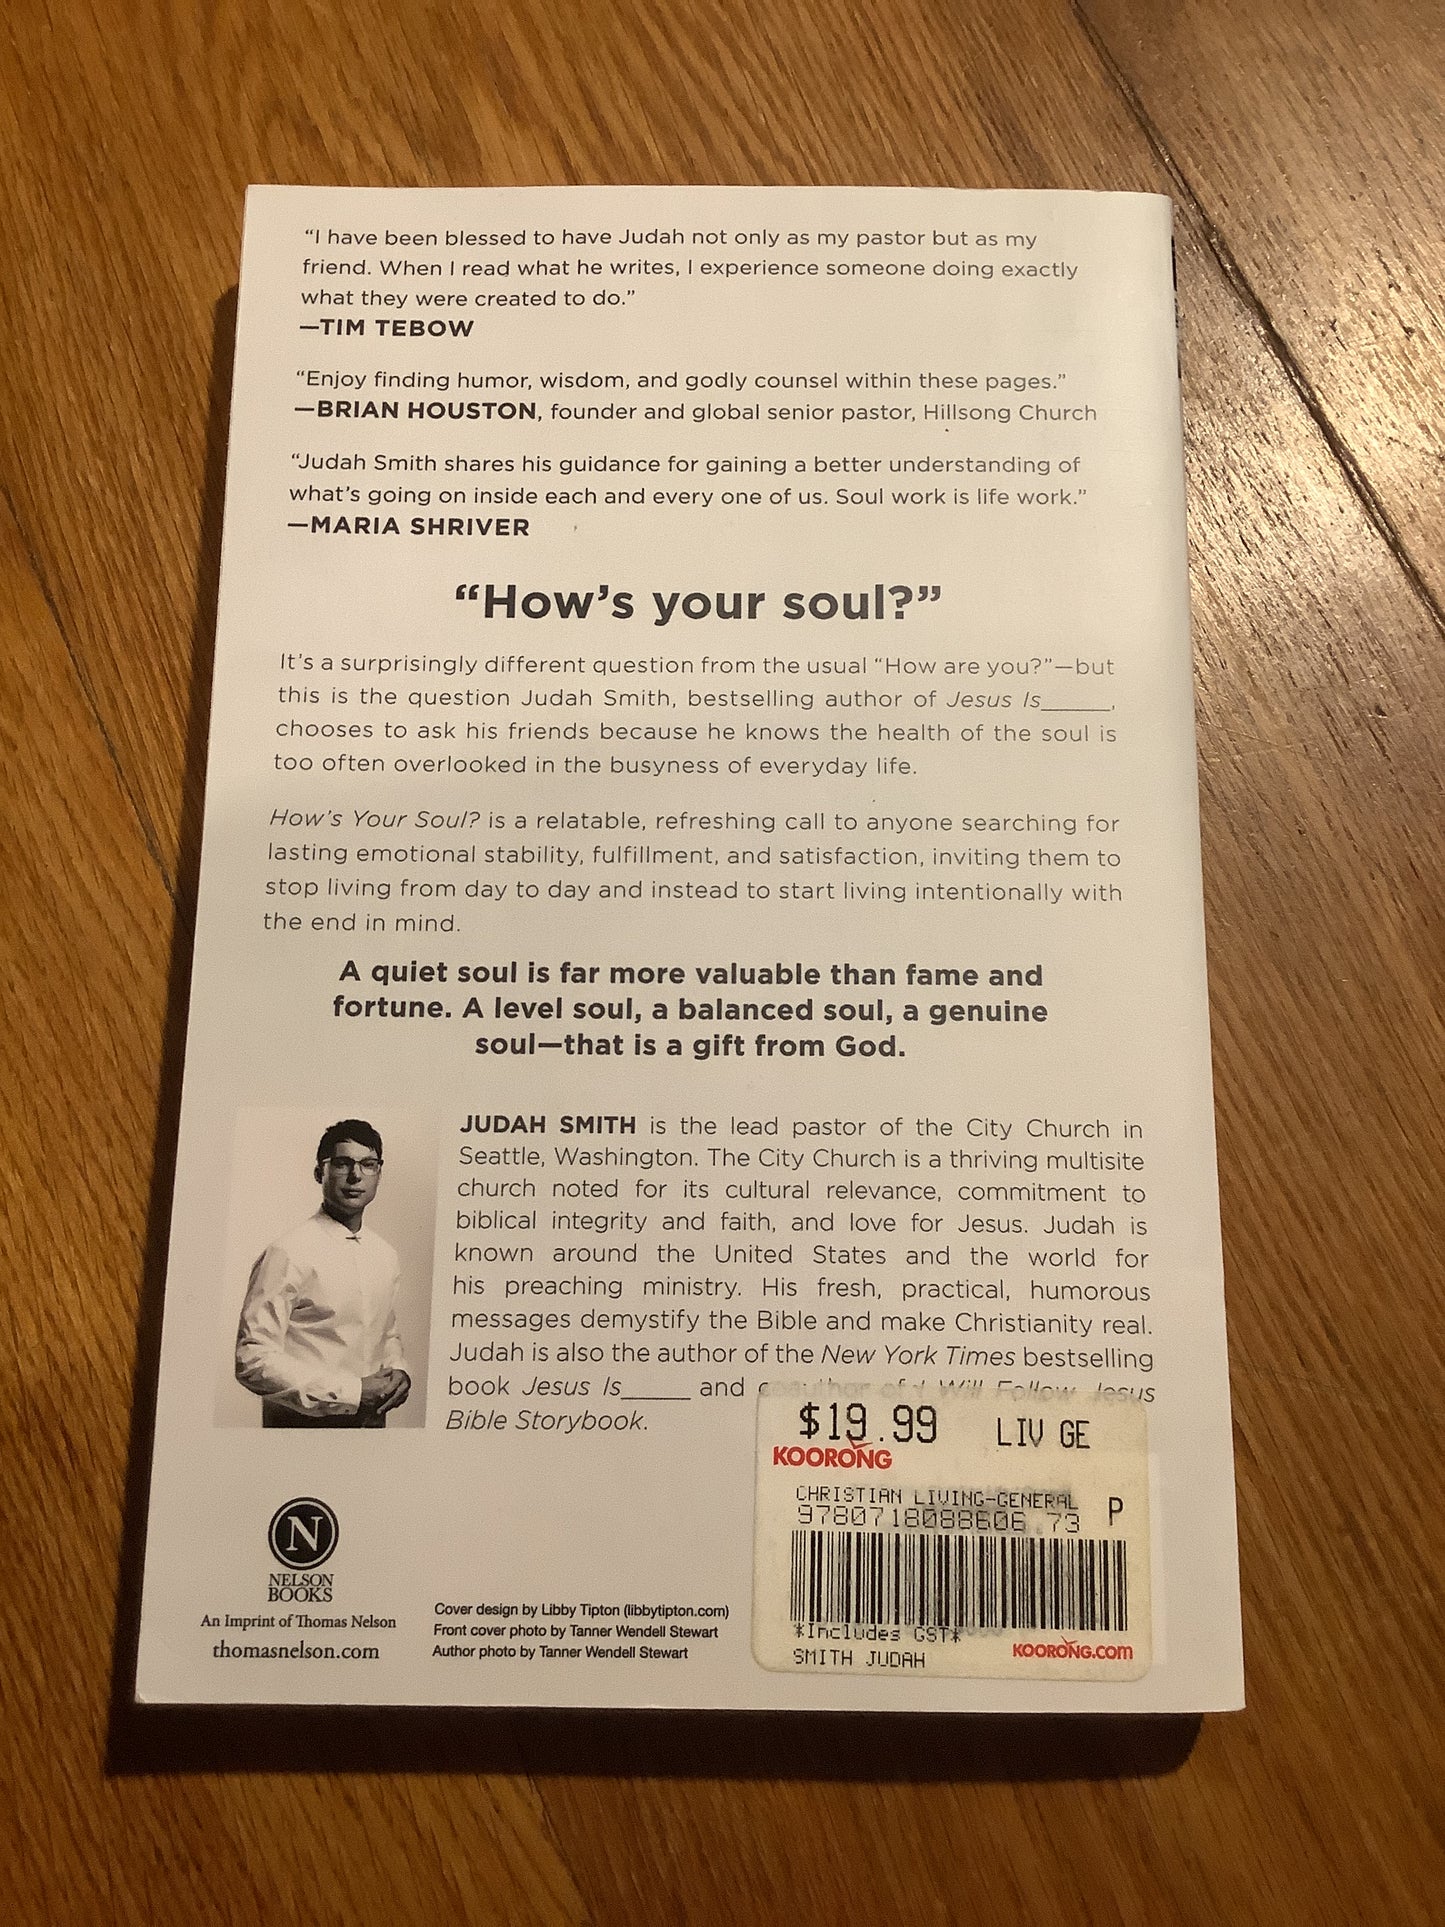 “I have been blessed to have Judah not only as my pastor but as my
friend. When I read what he writes, I experience someone doing exactly
what they were created to do.”
—TIM TEBOW
“Enjoy finding humor, wisdom, and godly counsel within these pages.”
—BRIAN HOUSTON, founder and global senior pastor, Hillsong Church
“Judah Smith shares his guidance for gaining a better understanding of
what’s going on inside each and every one of us. Soul work is life work.”
—MARIA SHRIVER
“How’s your soul?”
It’s a surprisingly different question from the usual “How are you?”—but
this is the question Judah Smith, bestselling author of Jesus Is_____,
chooses to ask his friends because he knows the health of the soul is
too often overlooked in the busyness of everyday life.
How’s Your Soul? is a relatable, refreshing call to anyone searching for
lasting emotional stability, fulfillment, and satisfaction, inviting them to
stop living from day to day and instead to start living intentionally with
the end in mind.
A quiet soul is far more valuable than fame and
fortune. A level soul, a balanced soul, a genuine
soul—that is a gift from God.
JUDAH SMITH is the lead pastor of the City Church in
Seattle, Washington. The City Church is a thriving multisite
church noted for its cultural relevance, commitment to
biblical integrity and faith, and love for Jesus. Judah is
known around the United States and the world for
his preaching ministry. His fresh, practical, humorous
messages demystify the Bible and make Christianity real.
Judah is also the author of the New York Times bestselling
book Jesus Is_____ and coauthor of I Will Follow Jesus
Bible Storybook.
$19.99 LIV GE
KOORONG
CHRISTIAN LIVING-GENERAL P
9780718088606.73
*Includes GST*
SMITH JUDAH KOORONG.com
N
NELSON
BOOKS
An Imprint of Thomas Nelson
thomasnelson.com
Cover design by Libby Tipton (libbytipton.com)
Front cover photo by Tanner Wendell Stewart
Author photo by Tanner Wendell Stewart